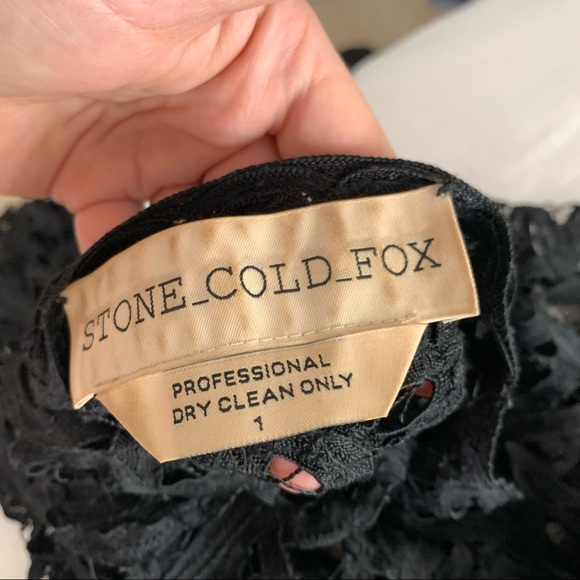 STONE_COLD_FOX
PROFESSIONAL
DRY CLEAN ONLY
1